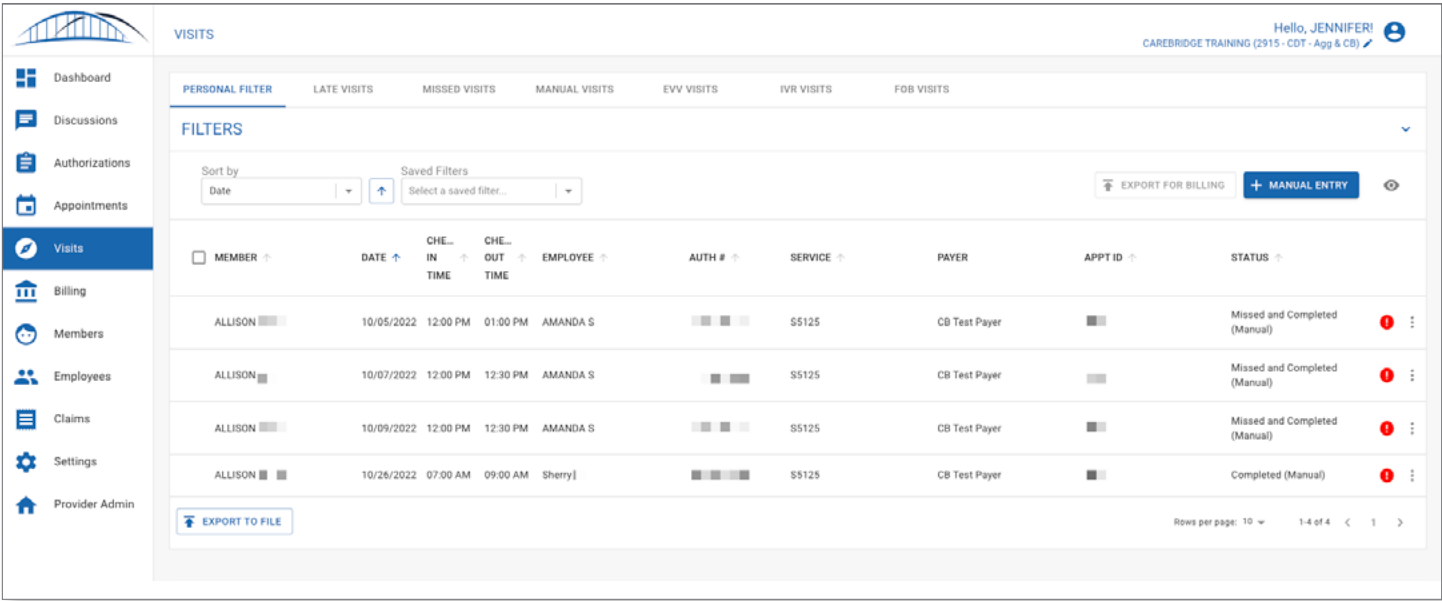 VISITS
Hello, JENNIFER!
CAREBRIDGE TRAINING (2915 - CDT - Agg & CB)
Dashboard
Discussions
Authorizations
Appointments
Visits
Billing
Members
Employees
Claims
Settings
Provider Admin
PERSONAL FILTER LATE VISITS MISSED VISITS MANUAL VISITS EVV VISITS IVR VISITS FOB VISITS
FILTERS
Sort by Saved Filters
Date Select a saved filter... EXPORT FOR BILLING + MANUAL ENTRY
CHE... CHE...
MEMBER DATE IN OUT EMPLOYEE AUTH # SERVICE PAYER APPT ID STATUS
TIME TIME
ALLISON 10/05/2022 12:00 PM 01:00 PM AMANDA S S5125 CB Test Payer Missed and Completed
(Manual)
ALLISON 10/07/2022 12:00 PM 12:30 PM AMANDA S S5125 CB Test Payer Missed and Completed
(Manual)
ALLISON 10/09/2022 12:00 PM 12:30 PM AMANDA S S5125 CB Test Payer Missed and Completed
(Manual)
ALLISON 10/26/2022 07:00 AM 09:00 AM Sherry S5125 CB Test Payer Completed (Manual)
EXPORT TO FILE Rows per page: 10 1-4 of 4 < 1 >